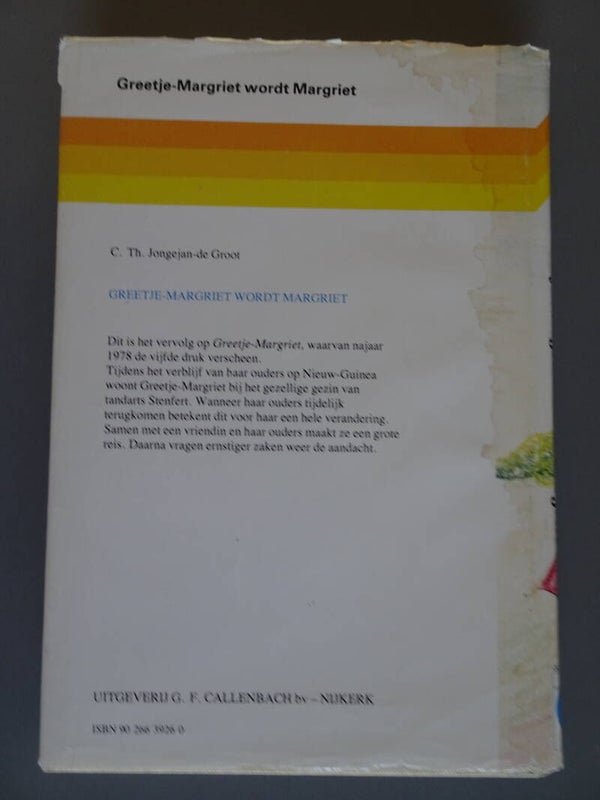 Greetje-Margriet wordt Margriet
C. Th. Jongejan-de Groot
GREETJE-MARGRIET WORDT MARGRIET
Dit is het vervolg op Greetje-Margriet, waarvan najaar
1978 de vijfde druk verscheen.
Tijdens het verblijf van haar ouders op Nieuw-Guinea
woont Greetje-Margriet bij het gezellige gezin van
tandarts Stenfert. Wanneer haar ouders tijdelijk
terugkomen betekent dit voor haar een hele verandering.
Samen met een vriendin en haar ouders maakt ze een grote
reis. Daarna vragen ernstiger zaken weer de aandacht.
UITGEVERIJ G. F. CALLENBACH bv – NIJKERK
ISBN 90 266 3926 0